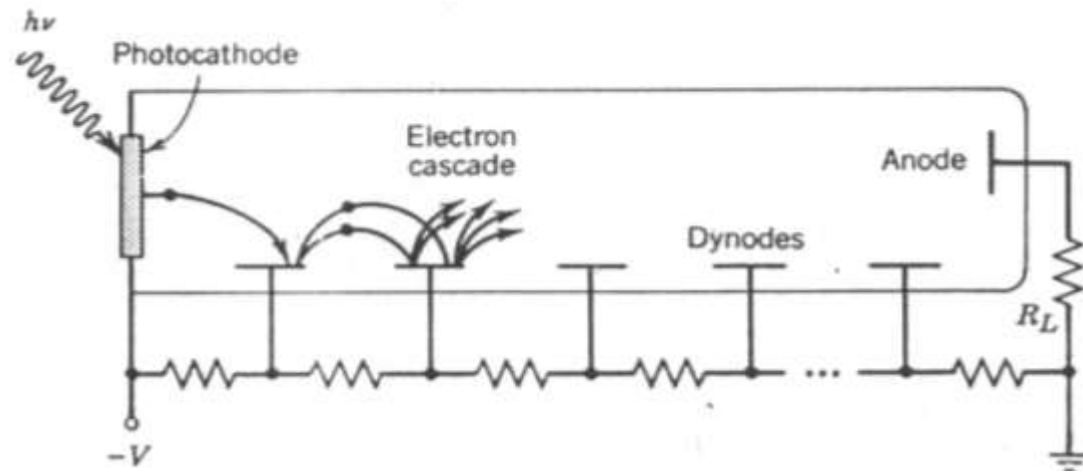 hν
Photocathode
Electron
cascade
Anode
Dynodes
R_L
...
−V